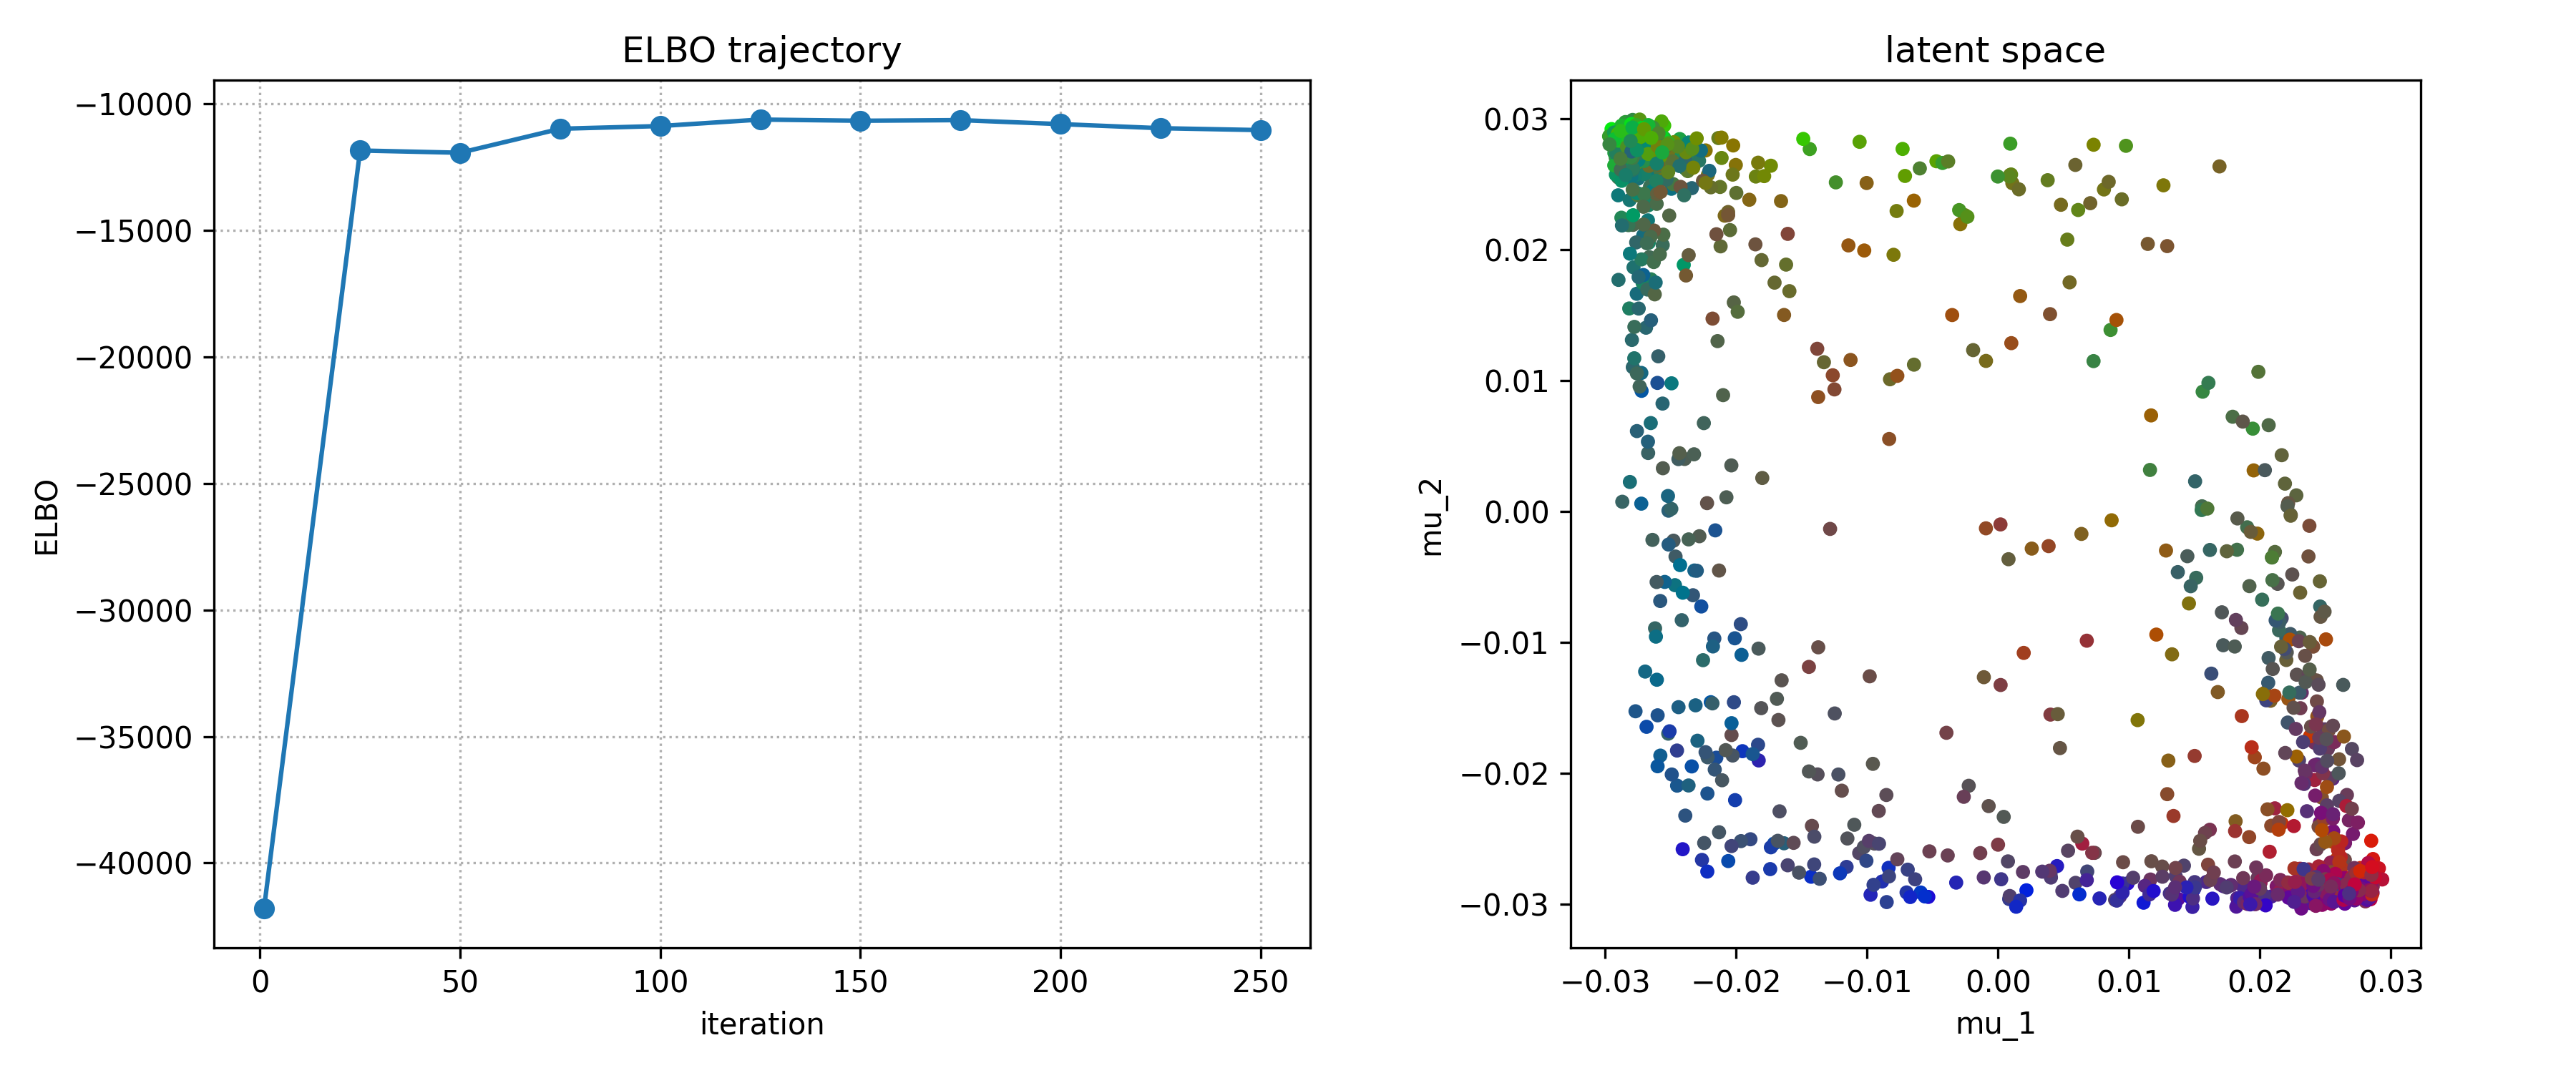 ELBO trajectory
ELBO
−10000
−15000
−20000
−25000
−30000
−35000
−40000
0 50 100 150 200 250
iteration
latent space
mu_2
0.03
0.02
0.01
0.00
−0.01
−0.02
−0.03
−0.03 −0.02 −0.01 0.00 0.01 0.02 0.03
mu_1